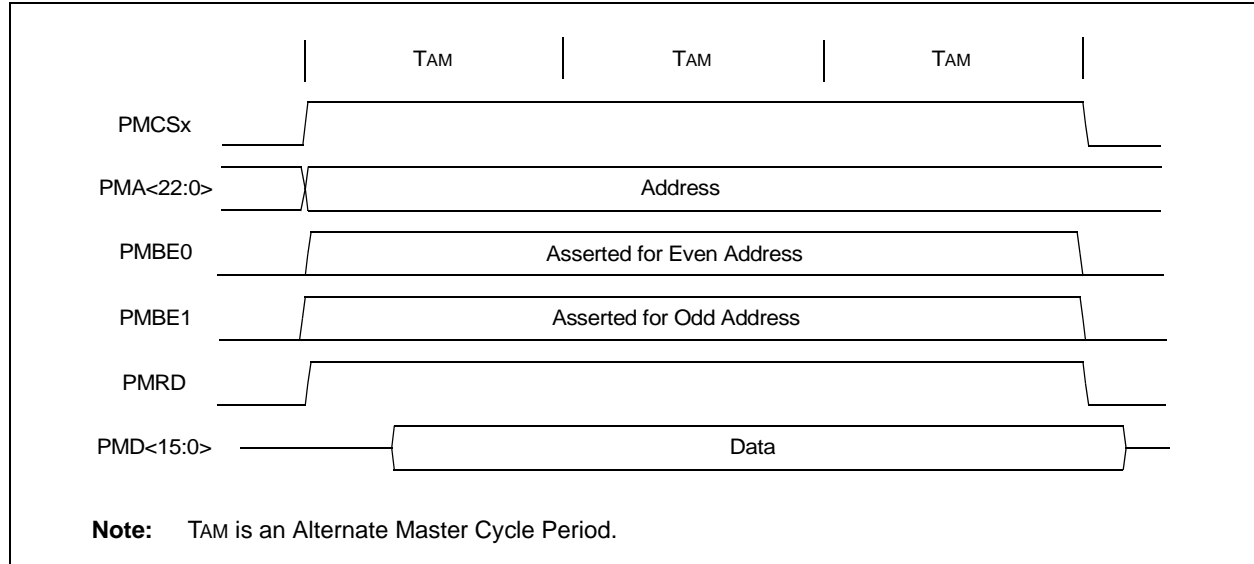 TAM TAM TAM
PMCSx
PMA<22:0> Address
PMBE0 Asserted for Even Address
PMBE1 Asserted for Odd Address
PMRD
PMD<15:0> Data
Note: TAM is an Alternate Master Cycle Period.